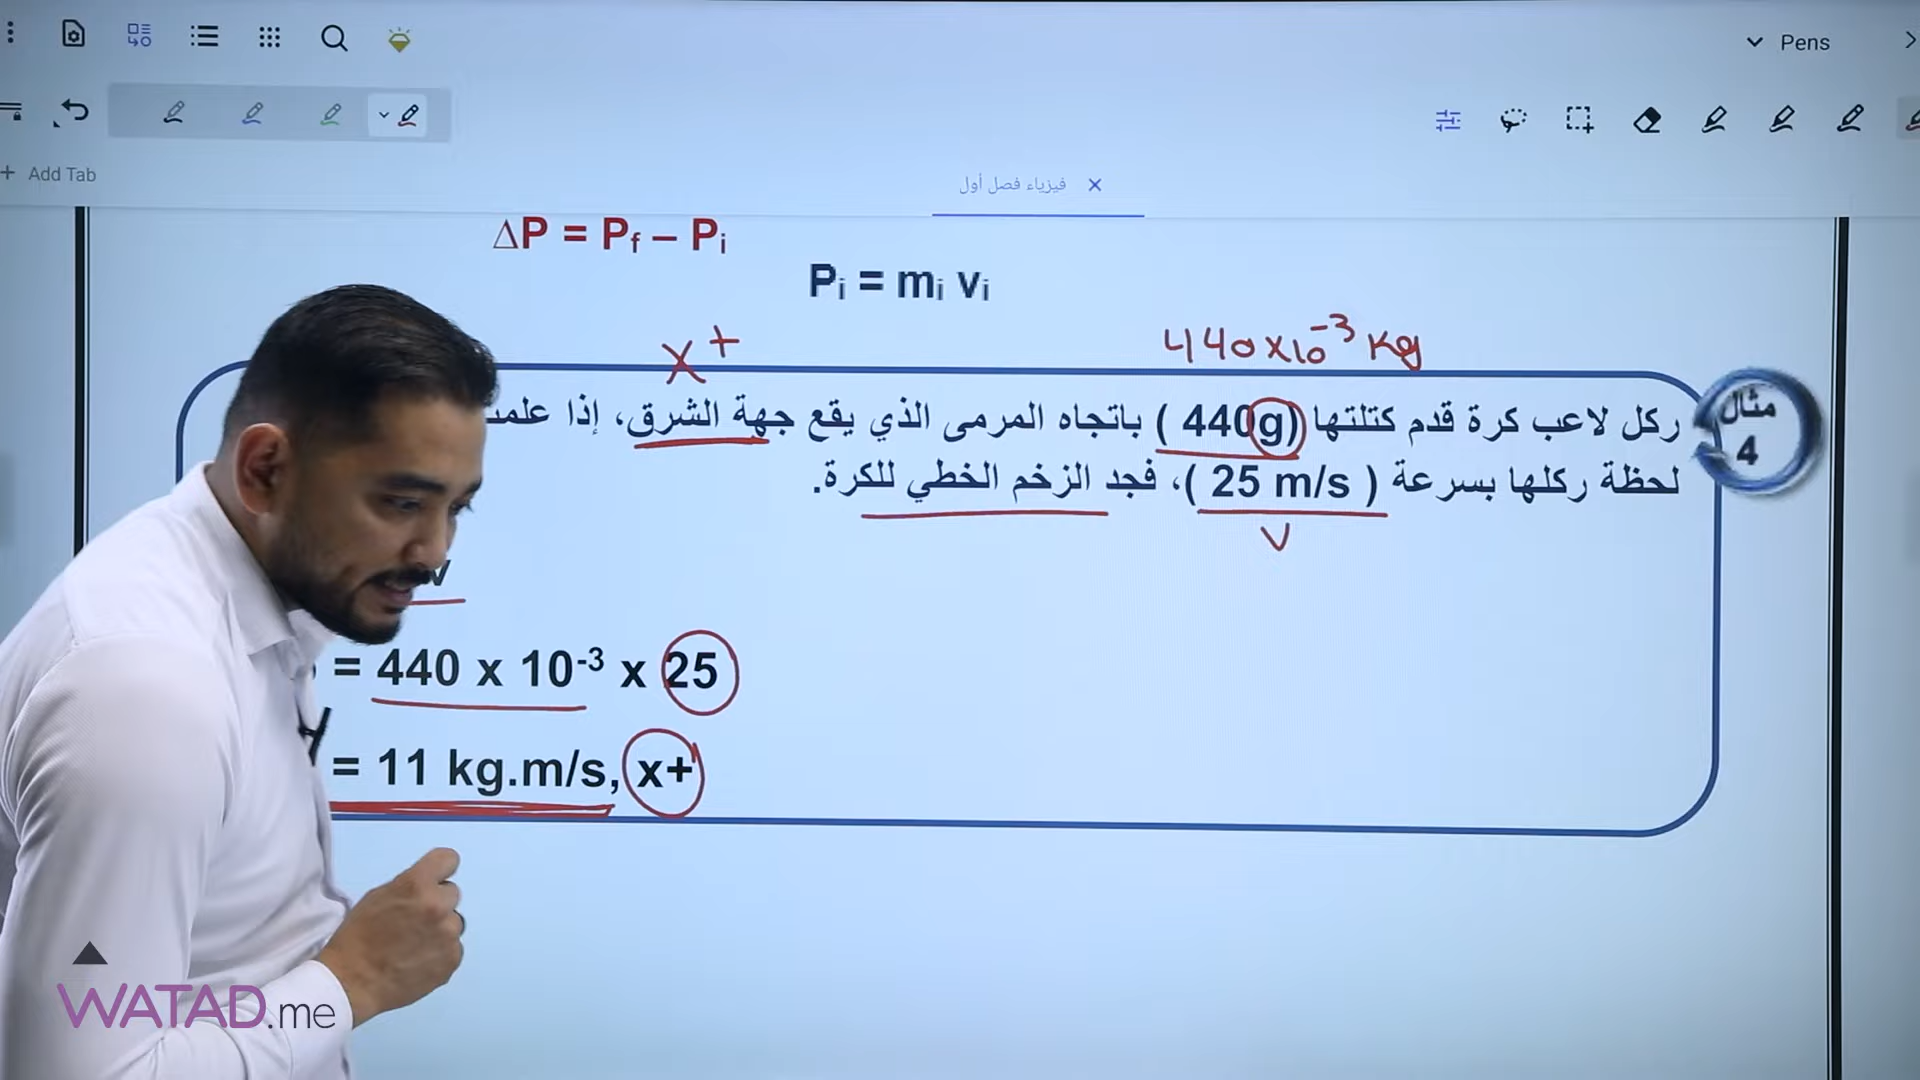 Pens
Add Tab
فيزياء فصل أول
ΔP = Pf – Pi
Pi = mi vi
x+
440x10⁻³ Kg
مثال 4
ركل لاعب كرة قدم كتلتها (440g) باتجاه المرمى الذي يقع جهة الشرق، إذا
لحظة ركلها بسرعة (25 m/s)، فجد الزخم الخطي للكرة.
v
v
= 440 x 10⁻³ x 25
= 11 kg.m/s, x+
WATAD.me